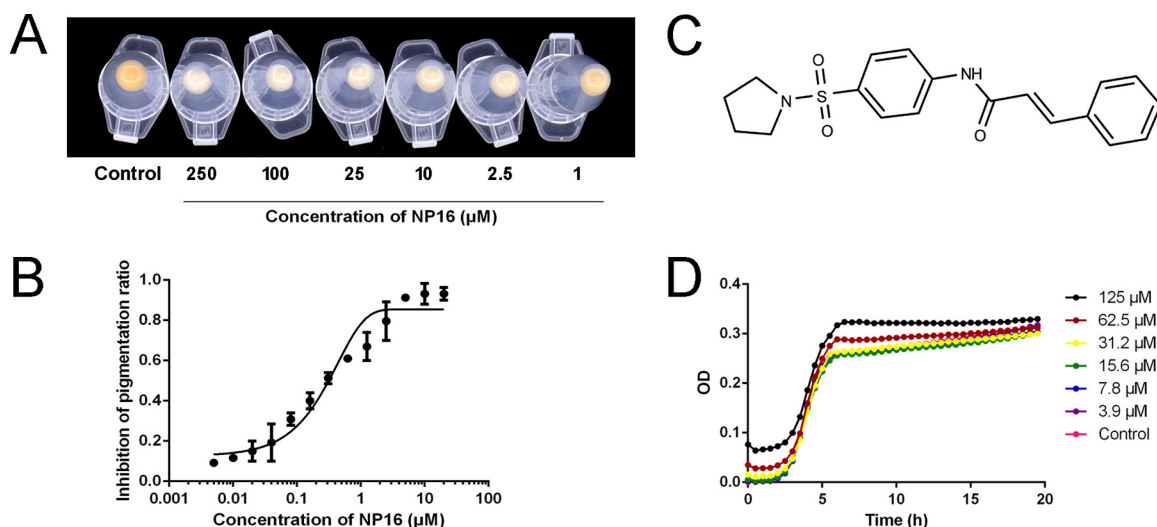 A
Control 250 100 25 10 2.5 1
Concentration of NP16 (µM)
B
Inhibition of pigmentation ratio
1.0
0.8
0.6
0.4
0.2
0.0
0.001 0.01 0.1 1 10 100
Concentration of NP16 (µM)
C
N
S
O
O
NH
O
D
OD
0.4
0.3
0.2
0.1
0.0
0 5 10 15 20
Time (h)
125 µM
62.5 µM
31.2 µM
15.6 µM
7.8 µM
3.9 µM
Control